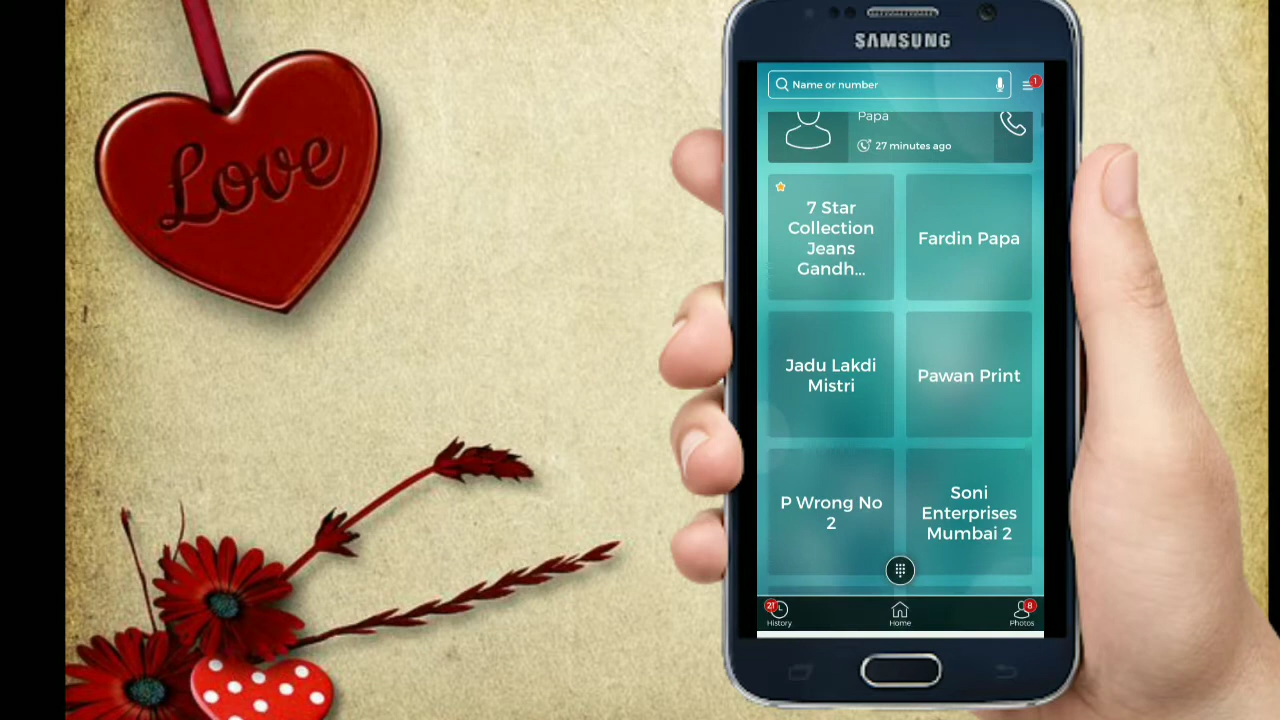 Love
SAMSUNG
Name or number
1
Papa
27 minutes ago
7 Star
Collection
Jeans
Gandh...
Fardin Papa
Jadu Lakdi
Mistri
Pawan Print
P Wrong No
2
Soni
Enterprises
Mumbai 2
21
History
Home
8
Photos